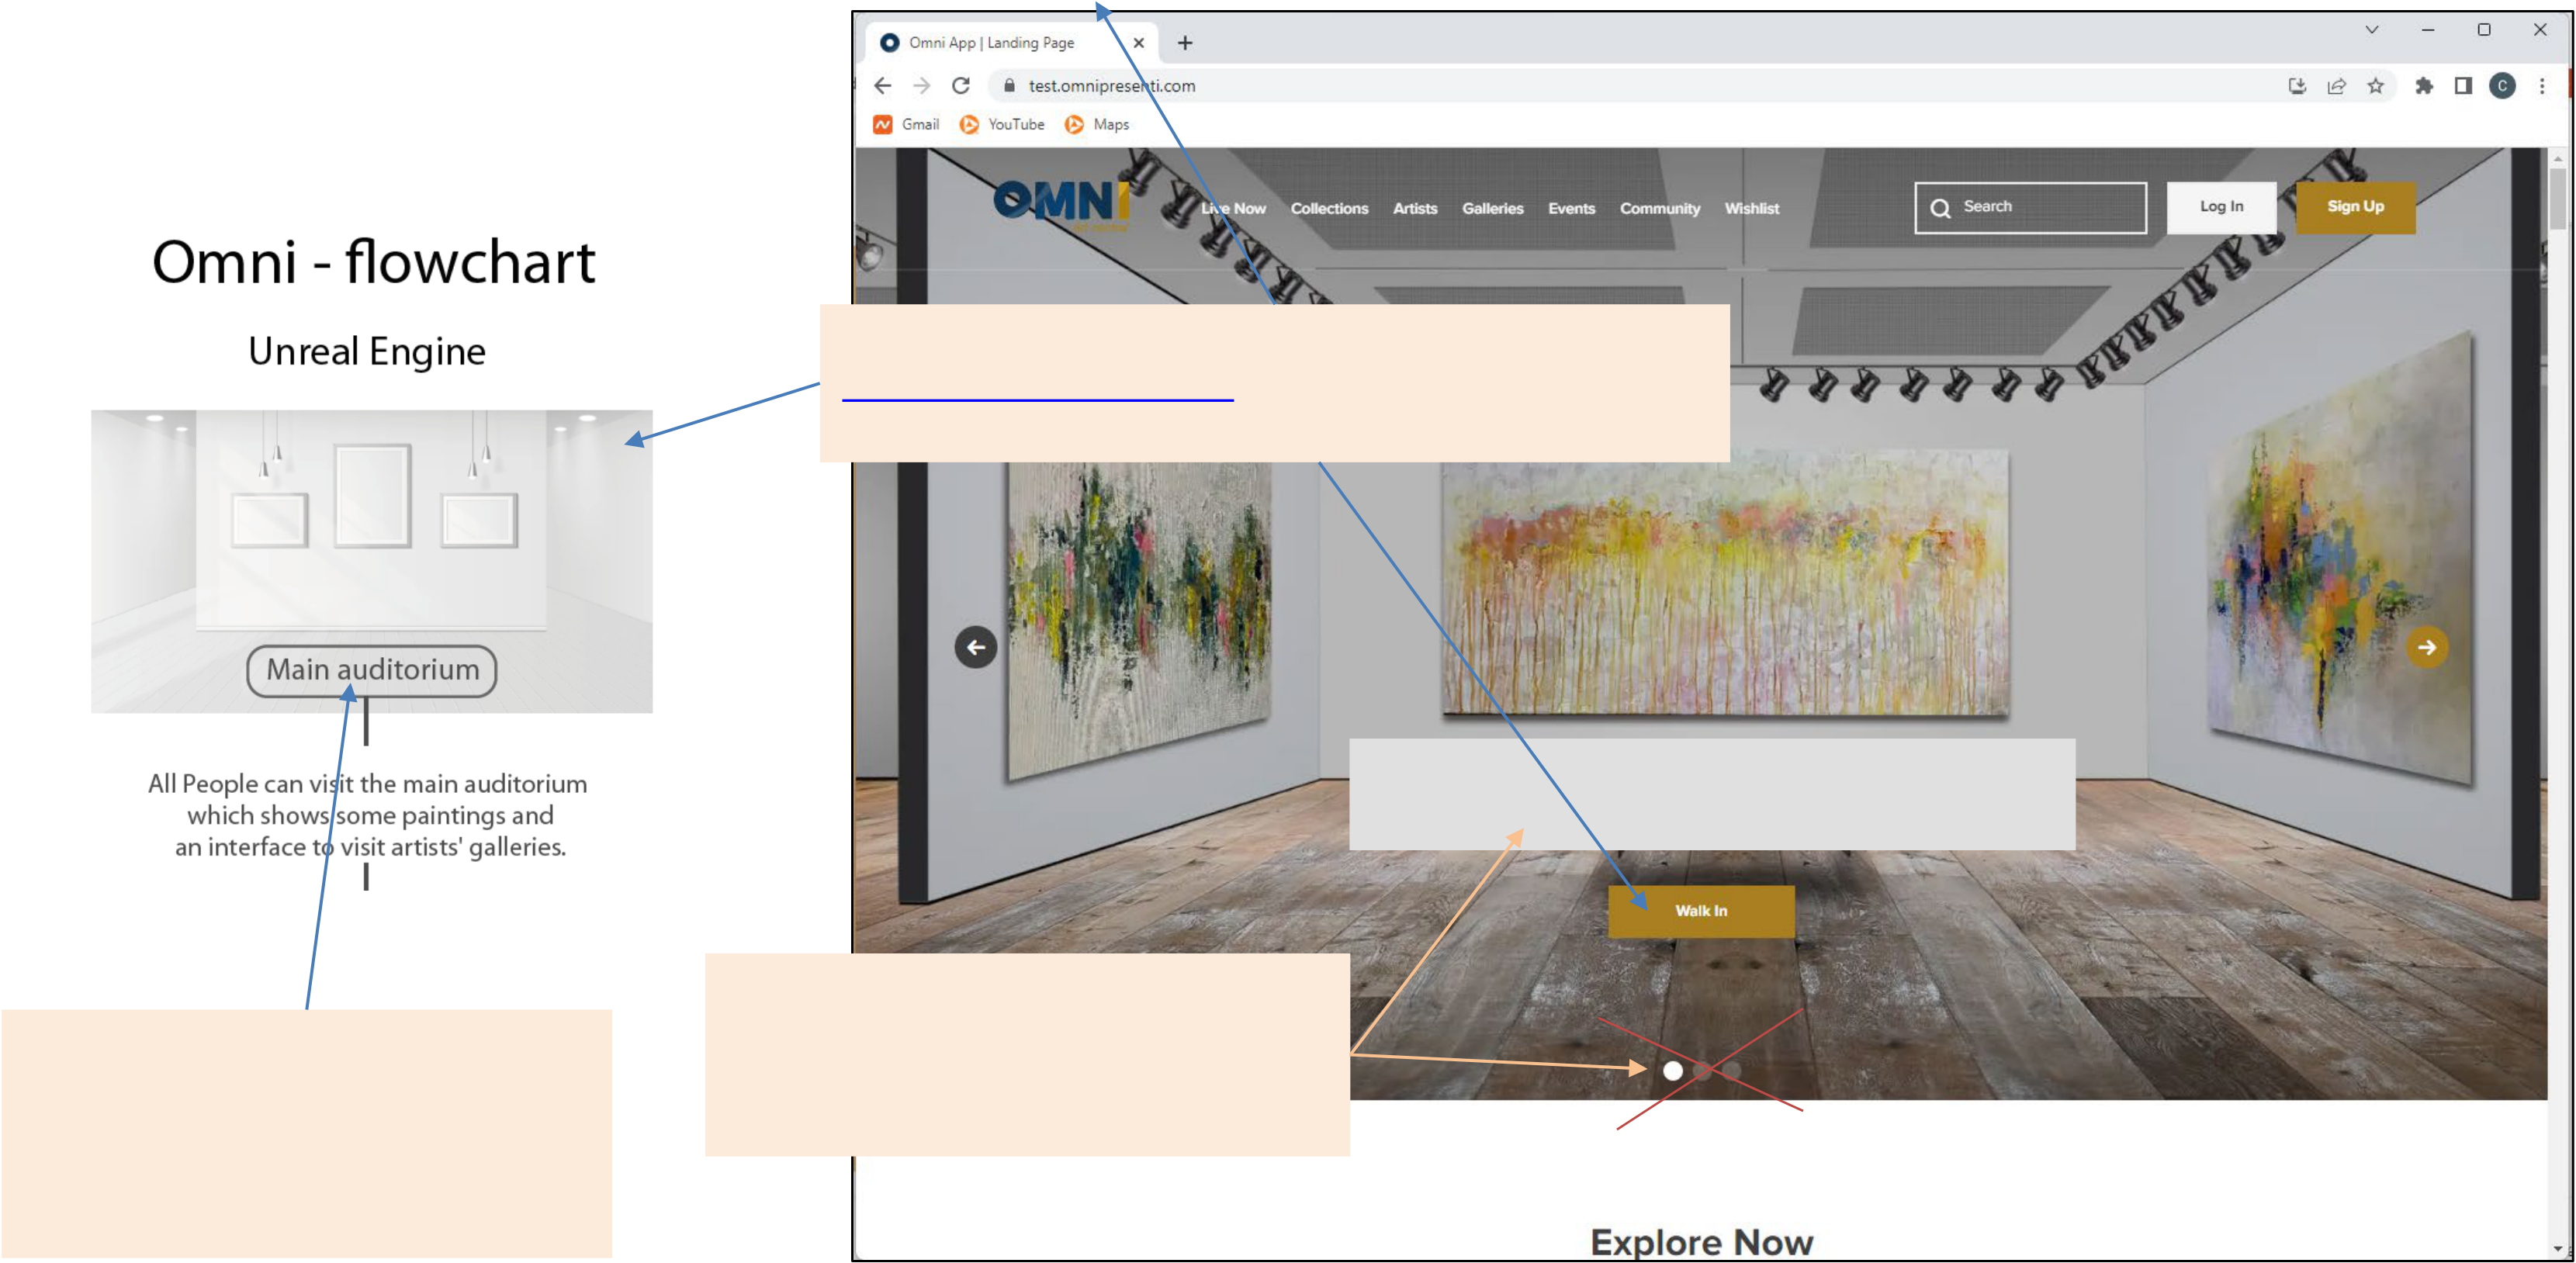 Omni App | Landing Page
test.omnipresenti.com
C
Gmail YouTube Maps
OMNI
Live Now Collections Artists Galleries Events Community Wishlist
Search
Log In
Sign Up
Omni - flowchart
Unreal Engine
Main auditorium
All People can visit the main auditorium
which shows some paintings and
an interface to visit artists' galleries.
Walk In
Explore Now